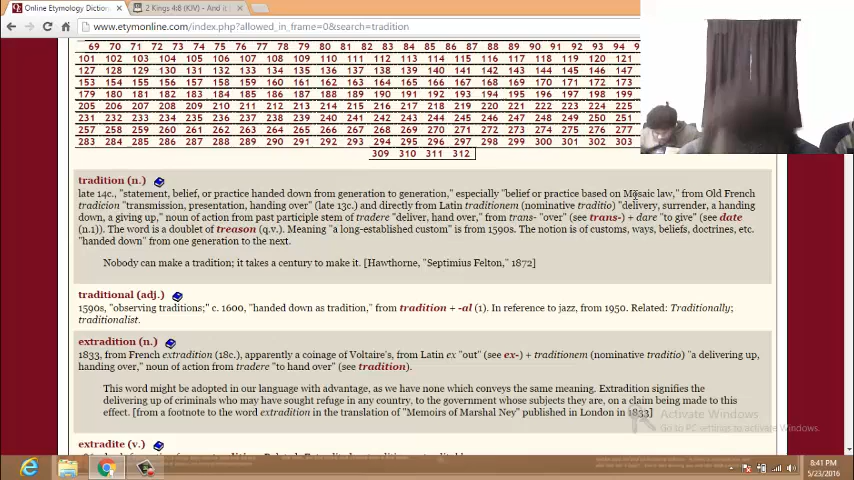 Online Etymology Diction
2 Kings 4:8 (KJV) - And it
www.etymonline.com/index.php?allowed_in_frame=0&search=tradition
69 70 71 72 73 74 75 76 77 78 79 80 81 82 83 84 85 86 87 88 89 90 91 92 93 94 9
101 102 103 104 105 106 107 108 109 110 111 112 113 114 115 116 117 118 119 120 121
127 128 129 130 131 132 133 134 135 136 137 138 139 140 141 142 143 144 145 146 147
153 154 155 156 157 158 159 160 161 162 163 164 165 166 167 168 169 170 171 172 173
179 180 181 182 183 184 185 186 187 188 189 190 191 192 193 194 195 196 197 198 199
205 206 207 208 209 210 211 212 213 214 215 216 217 218 219 220 221 222 223 224 225
231 232 233 234 235 236 237 238 239 240 241 242 243 244 245 246 247 248 249 250 251
257 258 259 260 261 262 263 264 265 266 267 268 269 270 271 272 273 274 275 276 277
283 284 285 286 287 288 289 290 291 292 293 294 295 296 297 298 299 300 301 302 303
309 310 311 312
tradition (n.)
late 14c., "statement, belief, or practice handed down from generation to generation," especially "belief or practice based on Mosaic law," from Old French
tradicion "transmission, presentation, handing over" (late 13c.) and directly from Latin traditionem (nominative traditio) "delivery, surrender, a handing
down, a giving up," noun of action from past participle stem of tradere "deliver, hand over," from trans- "over" (see trans-) + dare "to give" (see date
(n.1)). The word is a doublet of treason (q.v.). Meaning "a long-established custom" is from 1590s. The notion is of customs, ways, beliefs, doctrines, etc.
"handed down" from one generation to the next.
Nobody can make a tradition; it takes a century to make it. [Hawthorne, "Septimius Felton," 1872]
traditional (adj.)
1590s, "observing traditions;" c. 1600, "handed down as tradition," from tradition + -al (1). In reference to jazz, from 1950. Related: Traditionally;
traditionalist.
extradition (n.)
1833, from French extradition (18c.), apparently a coinage of Voltaire's, from Latin ex "out" (see ex-) + traditionem (nominative traditio) "a delivering up,
handing over," noun of action from tradere "to hand over" (see tradition).
This word might be adopted in our language with advantage, as we have none which conveys the same meaning. Extradition signifies the
delivering up of criminals who may have sought refuge in any country, to the government whose subjects they are, on a claim being made to this
effect. [from a footnote to the word extradition in the translation of "Memoirs of Marshal Ney" published in London in 1833]
Activate Windows
Go to PC settings to activate Windows.
extradite (v.)
8:41 PM
5/23/2016